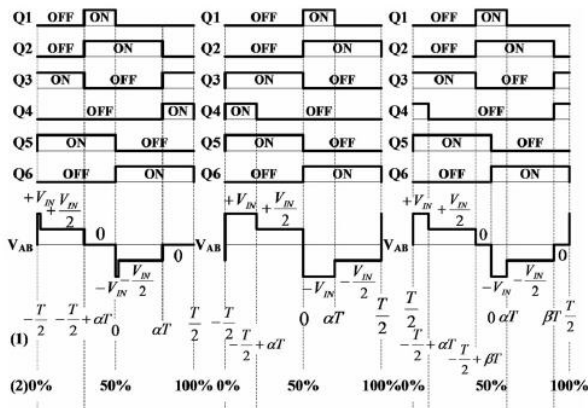 Q1 OFF ON Q1 OFF ON Q1 OFF ON
Q2 OFF ON Q2 OFF ON Q2 OFF ON
Q3 ON OFF Q3 ON OFF Q3 ON OFF
Q4 OFF ON Q4 ON OFF Q4 OFF
Q5 ON OFF Q5 ON OFF Q5 ON OFF
Q6 OFF ON Q6 OFF ON Q6 OFF ON
+V_IN +V_IN/2 +V_IN +V_IN/2 +V_IN +V_IN/2
V_AB 0 0 V_AB V_AB 0 0
-V_IN -V_IN/2 -V_IN -V_IN/2 -V_IN -V_IN/2
(1) -T/2 -T/2+αT 0 αT T/2 -T/2 -T/2+αT 0 αT T/2 T/2 -T/2+αT -T/2+βT 0 αT βT T/2
(2) 0% 50% 100% 0% 50% 100% 0% 50% 100%